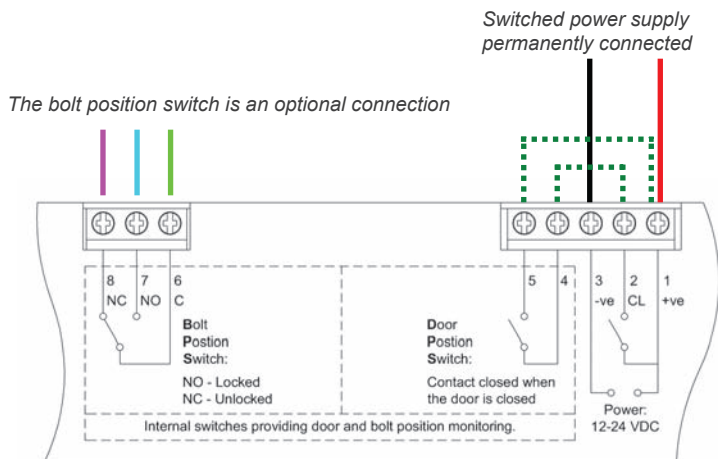 Switched power supply
permanently connected
The bolt position switch is an optional connection
8 7 6 5 4 3 2 1
NC NO C -ve CL +ve
Bolt
Postion
Switch:
NO - Locked
NC - Unlocked
Door
Postion
Switch:
Contact closed when
the door is closed
Power:
12-24 VDC
Internal switches providing door and bolt position monitoring.